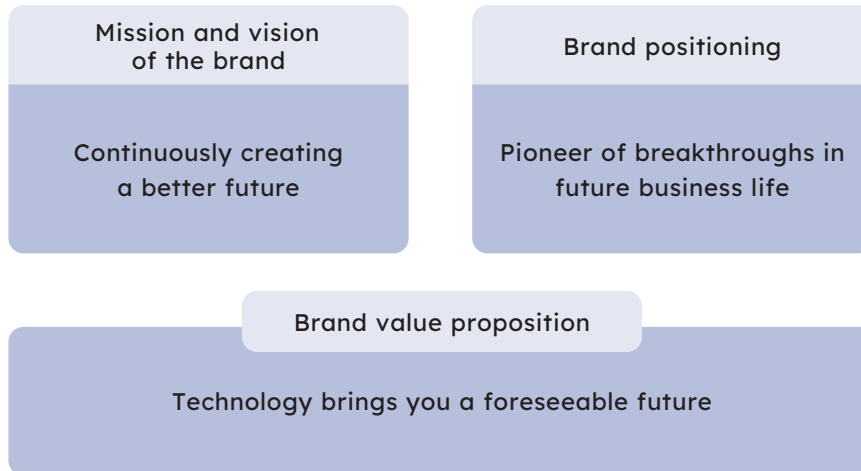 Mission and vision
of the brand
Continuously creating
a better future
Brand positioning
Pioneer of breakthroughs in
future business life
Brand value proposition
Technology brings you a foreseeable future